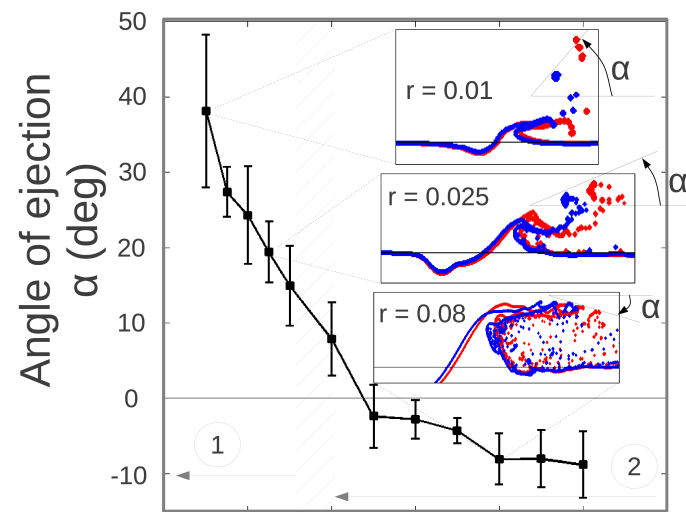 Angle of ejection
α (deg)
50
40
30
20
10
0
-10
r = 0.01
α
r = 0.025
α
r = 0.08
α
1
2